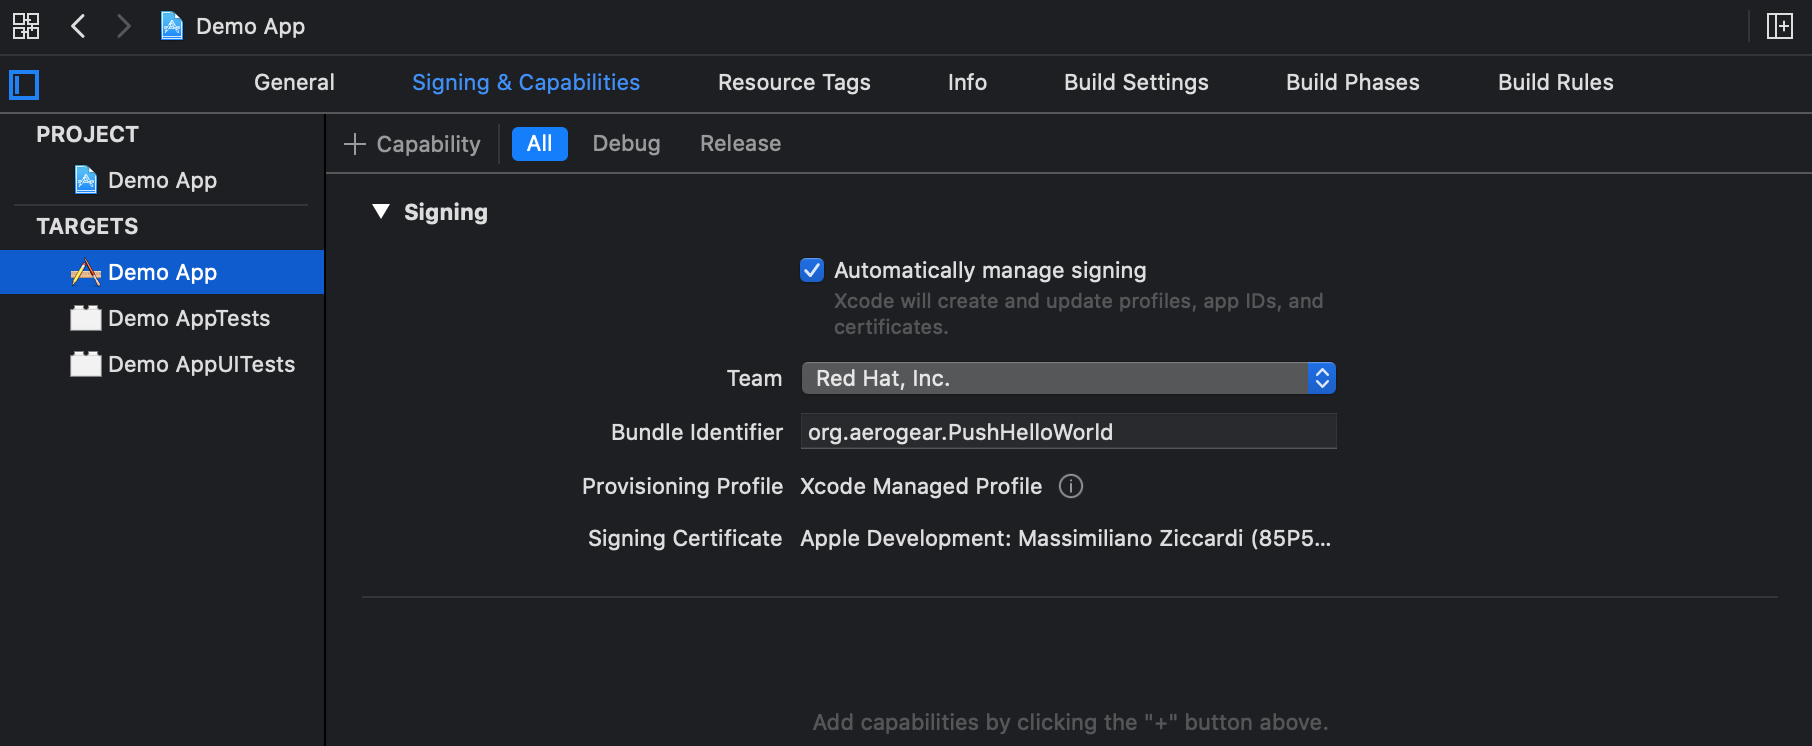 Demo App
General Signing & Capabilities Resource Tags Info Build Settings Build Phases Build Rules
PROJECT
Demo App
TARGETS
Demo App
Demo AppTests
Demo AppUITests
+ Capability All Debug Release
Signing
Automatically manage signing
Xcode will create and update profiles, app IDs, and
certificates.
Team Red Hat, Inc.
Bundle Identifier org.aerogear.PushHelloWorld
Provisioning Profile Xcode Managed Profile
Signing Certificate Apple Development: Massimiliano Ziccardi (85P5...
Add capabilities by clicking the "+" button above.